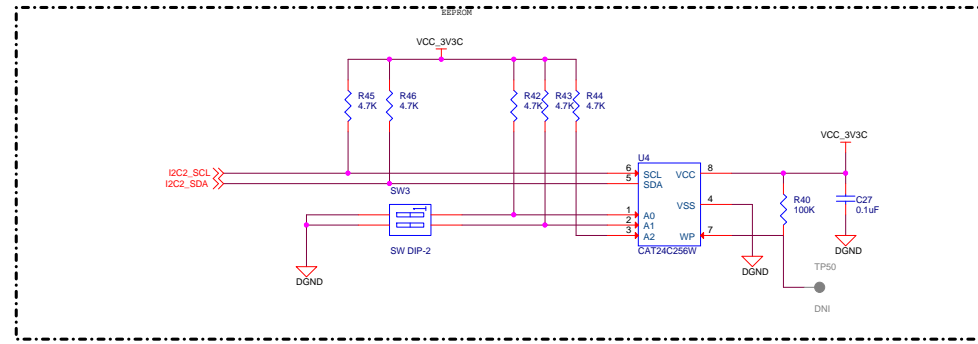 EEPROM
VCC_3V3C
R45
4.7K
R46
4.7K
R42
4.7K
R43
4.7K
R44
4.7K
VCC_3V3C
I2C2_SCL
I2C2_SDA
U4
6 SCL
5 SDA
1 A0
2 A1
3 A2
VCC 8
VSS 4
WP 7
CAT24C256W
SW3
SW DIP-2
DGND
R40
100K
C27
0.1uF
DGND
DGND
TP50
DNI